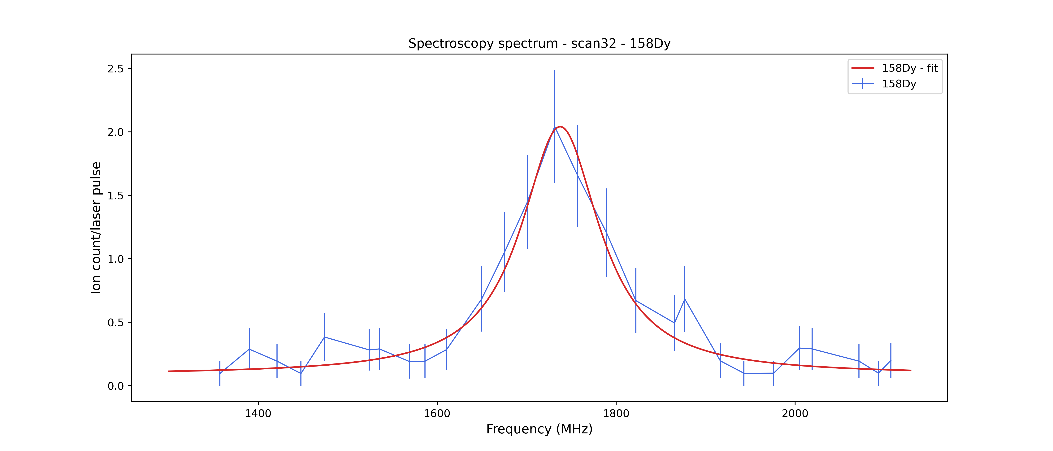 Spectroscopy spectrum - scan32 - 158Dy
158Dy - fit
158Dy
Ion count/laser pulse
2.5
2.0
1.5
1.0
0.5
0.0
1400 1600 1800 2000
Frequency (MHz)